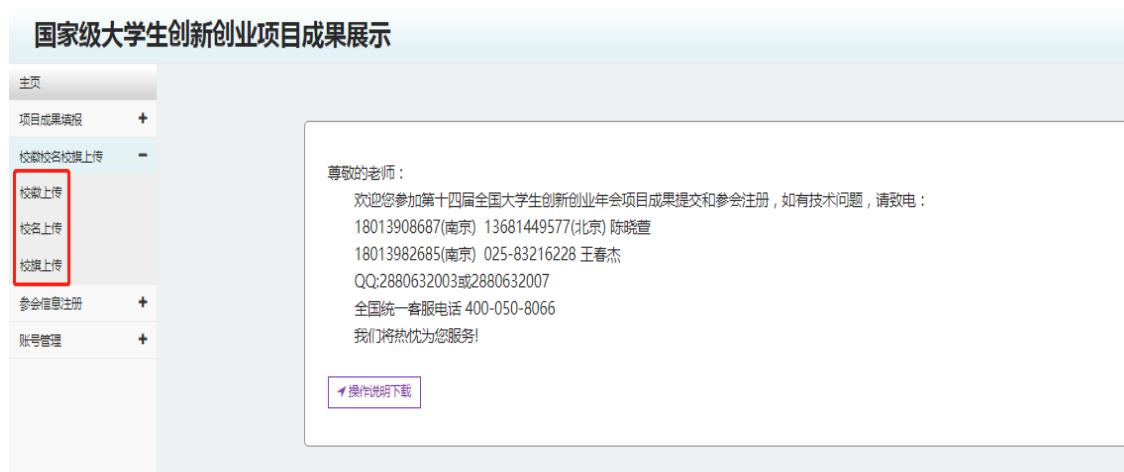 国家级大学生创新创业项目成果展示
主页
项目成果填报 +
校徽校名校旗上传 -
校徽上传
校名上传
校旗上传
参会信息注册 +
账号管理 +
尊敬的老师：
欢迎您参加第十四届全国大学生创新创业年会项目成果提交和参会注册，如有技术问题，请致电：
18013908687(南京) 13681449577(北京) 陈晓萱
18013982685(南京) 025-83216228 王春杰
QQ:2880632003或2880632007
全国统一客服电话 400-050-8066
我们将热忱为您服务!
操作说明下载